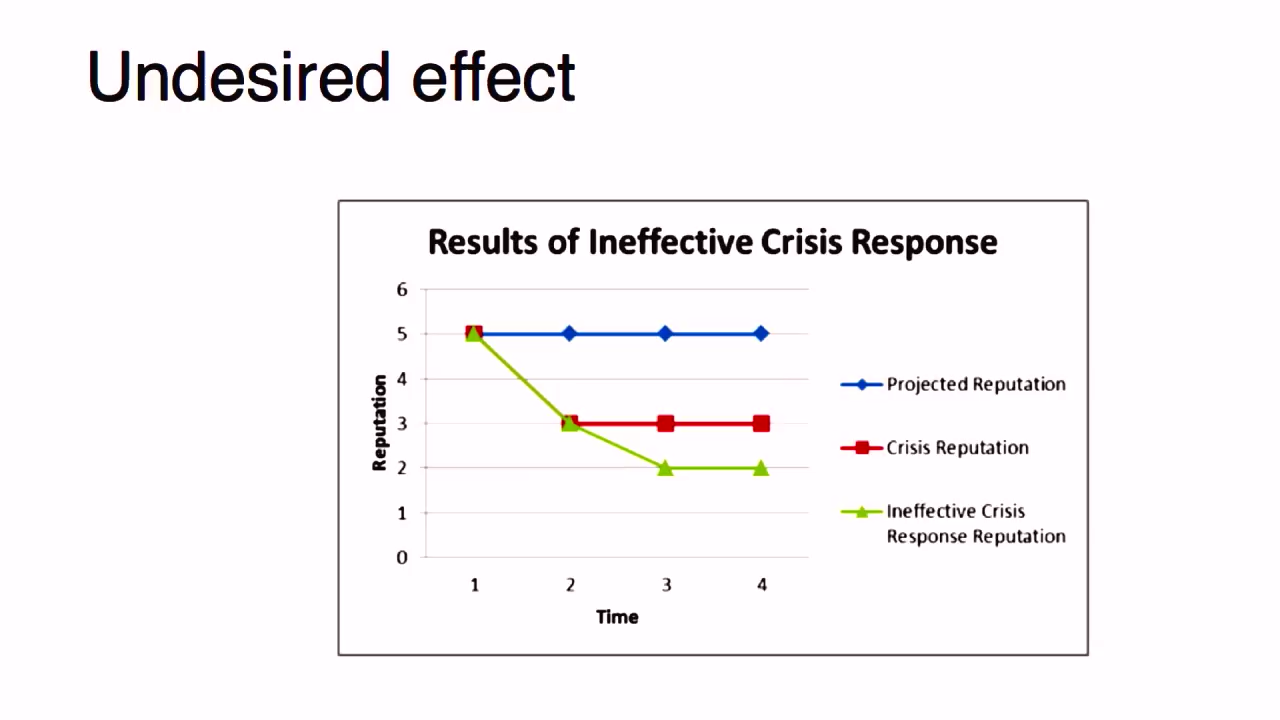 Undesired effect
Results of Ineffective Crisis Response
6
5
4
3
2
1
0
Reputation
1 2 3 4
Time
Projected Reputation
Crisis Reputation
Ineffective Crisis
Response Reputation